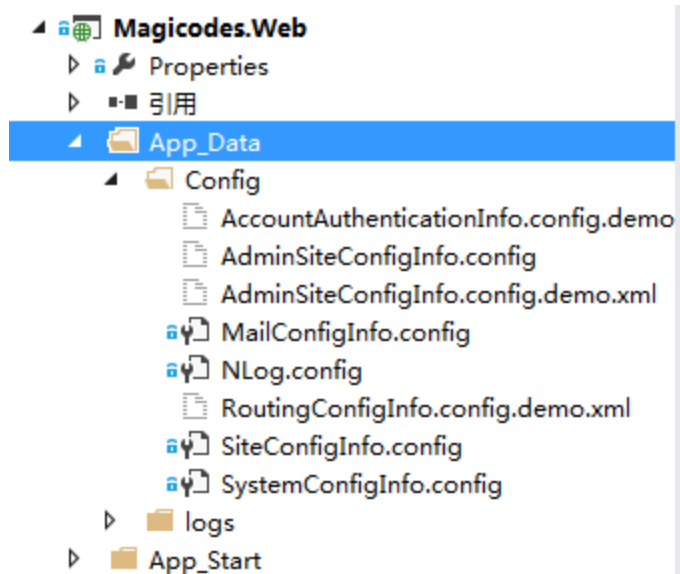 Magicodes.Web
Properties
引用
App_Data
Config
AccountAuthenticationInfo.config.demo
AdminSiteConfigInfo.config
AdminSiteConfigInfo.config.demo.xml
MailConfigInfo.config
NLog.config
RoutingConfigInfo.config.demo.xml
SiteConfigInfo.config
SystemConfigInfo.config
logs
App_Start